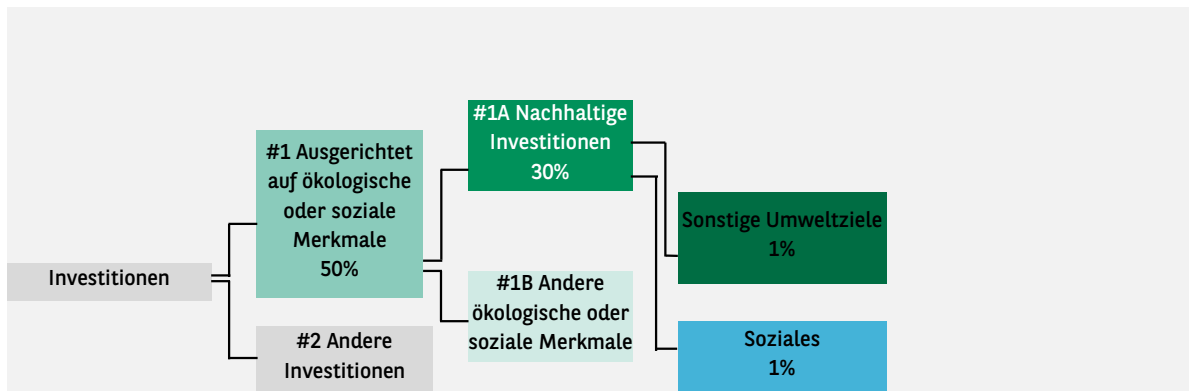 Investitionen
#1 Ausgerichtet
auf ökologische
oder soziale
Merkmale
50%
#2 Andere
Investitionen
#1A Nachhaltige
Investitionen
30%
#1B Andere
ökologische oder
soziale Merkmale
Sonstige Umweltziele
1%
Soziales
1%